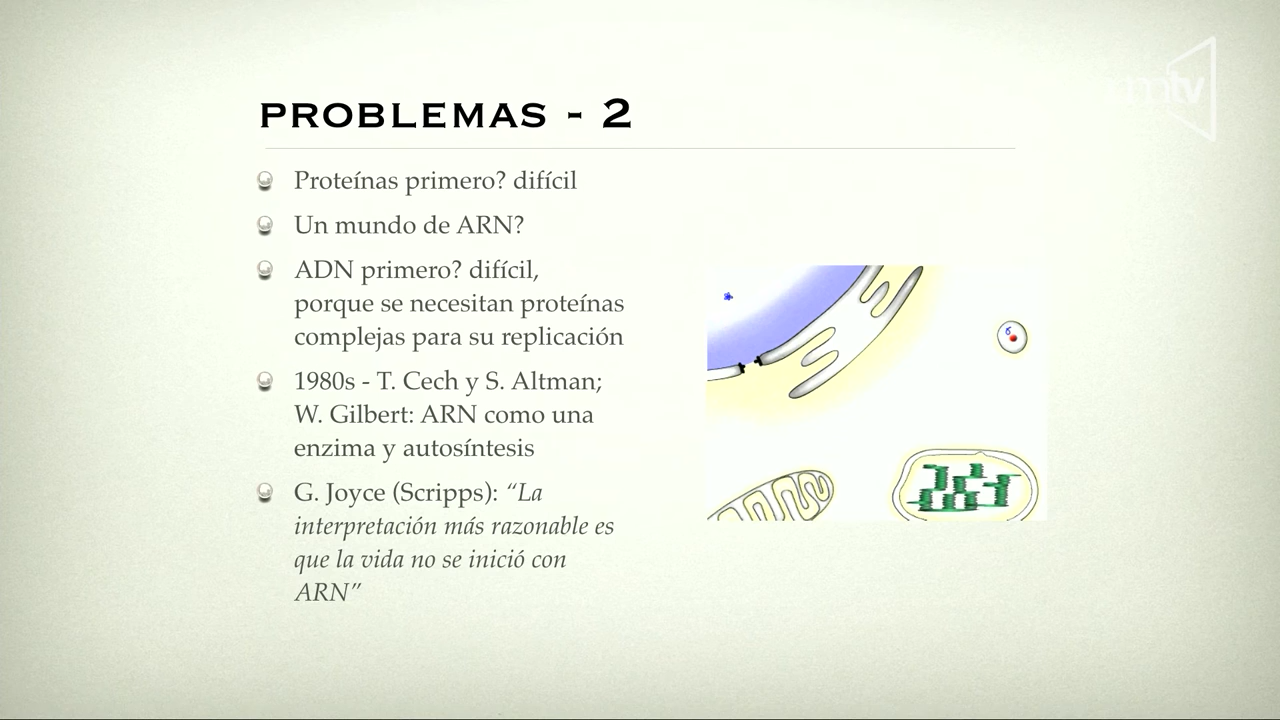 PROBLEMAS - 2
Proteínas primero? difícil
Un mundo de ARN?
ADN primero? difícil,
porque se necesitan proteínas
complejas para su replicación
1980s - T. Cech y S. Altman;
W. Gilbert: ARN como una
enzima y autosíntesis
G. Joyce (Scripps): “La
interpretación más razonable es
que la vida no se inició con
ARN”